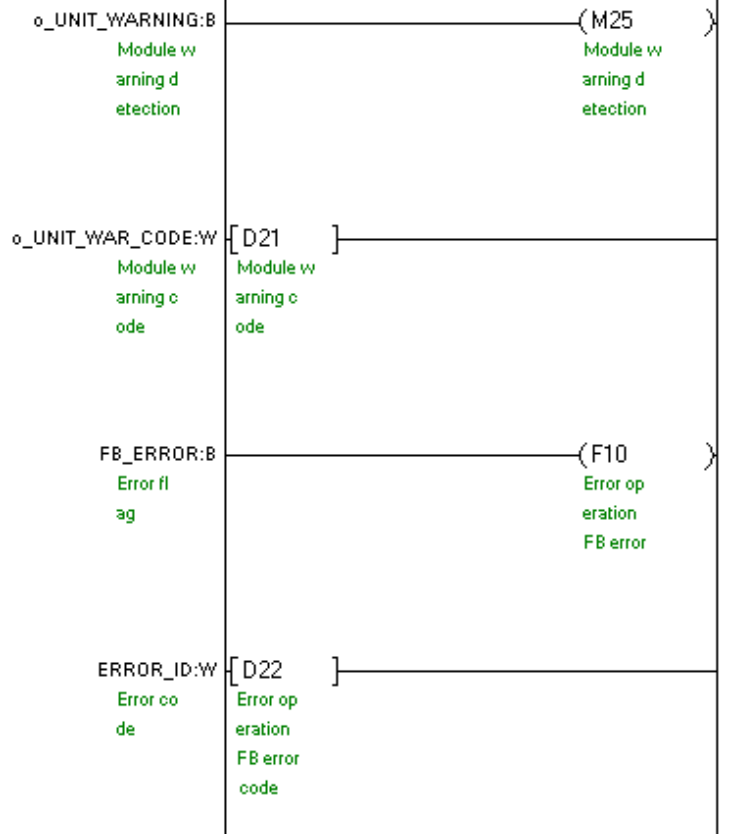 o_UNIT_WARNING:B (M25 )
Module w Module w
arning d arning d
etection etection
o_UNIT_WAR_CODE:W [D21 ]
Module w Module w
arning c arning c
ode ode
FB_ERROR:B (F10 )
Error fl Error op
ag eration
FB error
ERROR_ID:W [D22 ]
Error co Error op
de eration
FB error
code